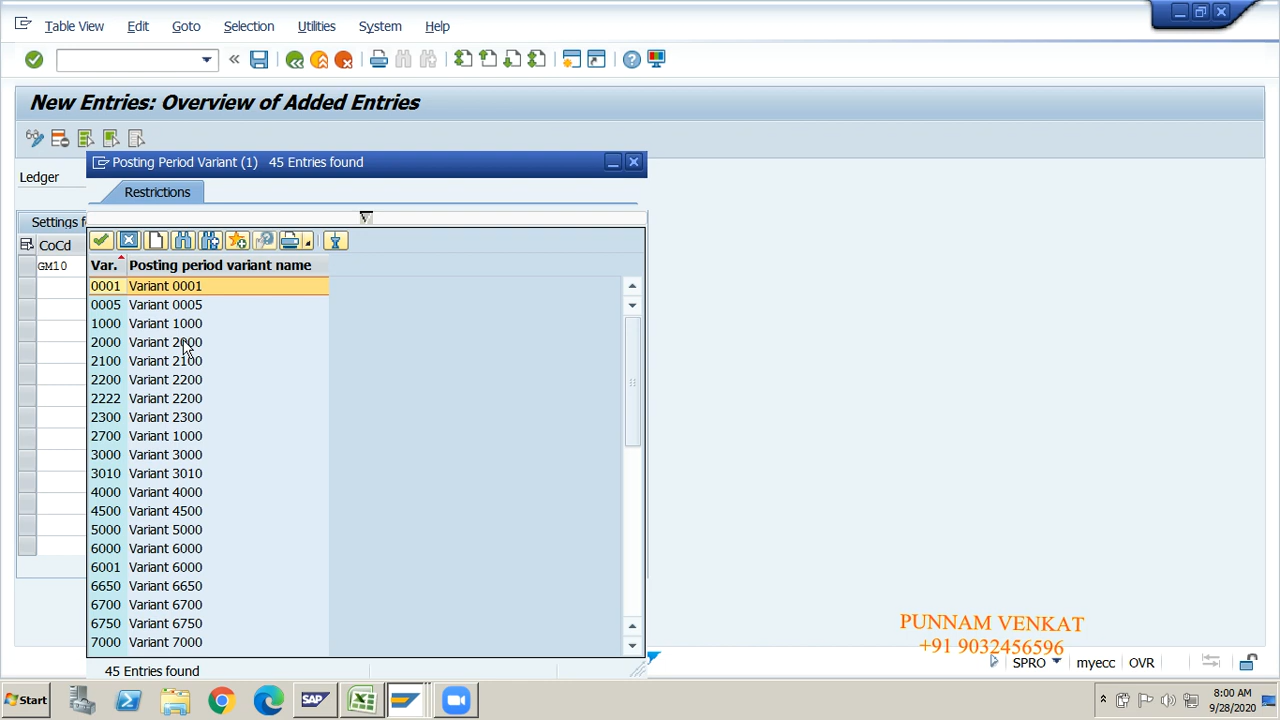 Table View Edit Goto Selection Utilities System Help
New Entries: Overview of Added Entries
Posting Period Variant (1) 45 Entries found
Ledger
Restrictions
Settings f
CoCd
GM10
Var. Posting period variant name
0001 Variant 0001
0005 Variant 0005
1000 Variant 1000
2000 Variant 2000
2100 Variant 2100
2200 Variant 2200
2222 Variant 2200
2300 Variant 2300
2700 Variant 1000
3000 Variant 3000
3010 Variant 3010
4000 Variant 4000
4500 Variant 4500
5000 Variant 5000
6000 Variant 6000
6001 Variant 6000
6650 Variant 6650
6700 Variant 6700
6750 Variant 6750
7000 Variant 7000
45 Entries found
PUNNAM VENKAT
+91 9032456596
SPRO myecc OVR
Start SAP 8:00 AM
9/28/2020